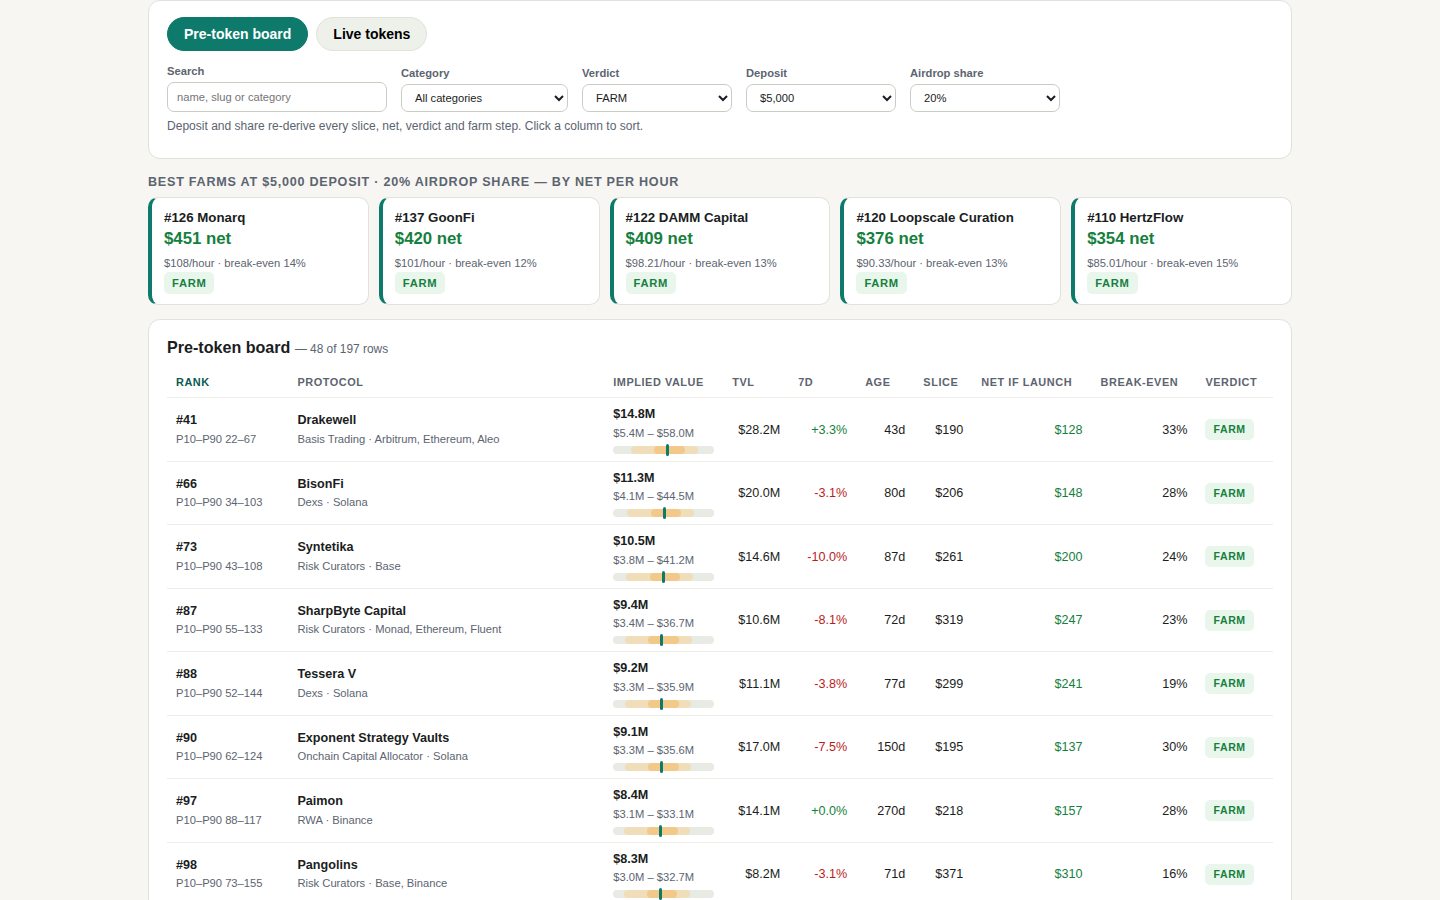 Pre-token board Live tokens
Search Category Verdict Deposit Airdrop share
name, slug or category All categories FARM $5,000 20%
Deposit and share re-derive every slice, net, verdict and farm step. Click a column to sort.
BEST FARMS AT $5,000 DEPOSIT · 20% AIRDROP SHARE — BY NET PER HOUR
#126 Monarq
$451 net
$108/hour · break-even 14%
FARM
#137 GoonFi
$420 net
$101/hour · break-even 12%
FARM
#122 DAMM Capital
$409 net
$98.21/hour · break-even 13%
FARM
#120 Loopscale Curation
$376 net
$90.33/hour · break-even 13%
FARM
#110 HertzFlow
$354 net
$85.01/hour · break-even 15%
FARM
Pre-token board — 48 of 197 rows
RANK PROTOCOL IMPLIED VALUE TVL 7D AGE SLICE NET IF LAUNCH BREAK-EVEN VERDICT
#41 Drakewell $14.8M $28.2M +3.3% 43d $190 $128 33% FARM
P10–P90 22–67 Basis Trading · Arbitrum, Ethereum, Aleo $5.4M – $58.0M
#66 BisonFi $11.3M $20.0M -3.1% 80d $206 $148 28% FARM
P10–P90 34–103 Dexs · Solana $4.1M – $44.5M
#73 Syntetika $10.5M $14.6M -10.0% 87d $261 $200 24% FARM
P10–P90 43–108 Risk Curators · Base $3.8M – $41.2M
#87 SharpByte Capital $9.4M $10.6M -8.1% 72d $319 $247 23% FARM
P10–P90 55–133 Risk Curators · Monad, Ethereum, Fluent $3.4M – $36.7M
#88 Tessera V $9.2M $11.1M -3.8% 77d $299 $241 19% FARM
P10–P90 52–144 Dexs · Solana $3.3M – $35.9M
#90 Exponent Strategy Vaults $9.1M $17.0M -7.5% 150d $195 $137 30% FARM
P10–P90 62–124 Onchain Capital Allocator · Solana $3.3M – $35.6M
#97 Paimon $8.4M $14.1M +0.0% 270d $218 $157 28% FARM
P10–P90 88–117 RWA · Binance $3.1M – $33.1M
#98 Pangolins $8.3M $8.2M -3.1% 71d $371 $310 16% FARM
P10–P90 73–155 Risk Curators · Base, Binance $3.0M – $32.7M